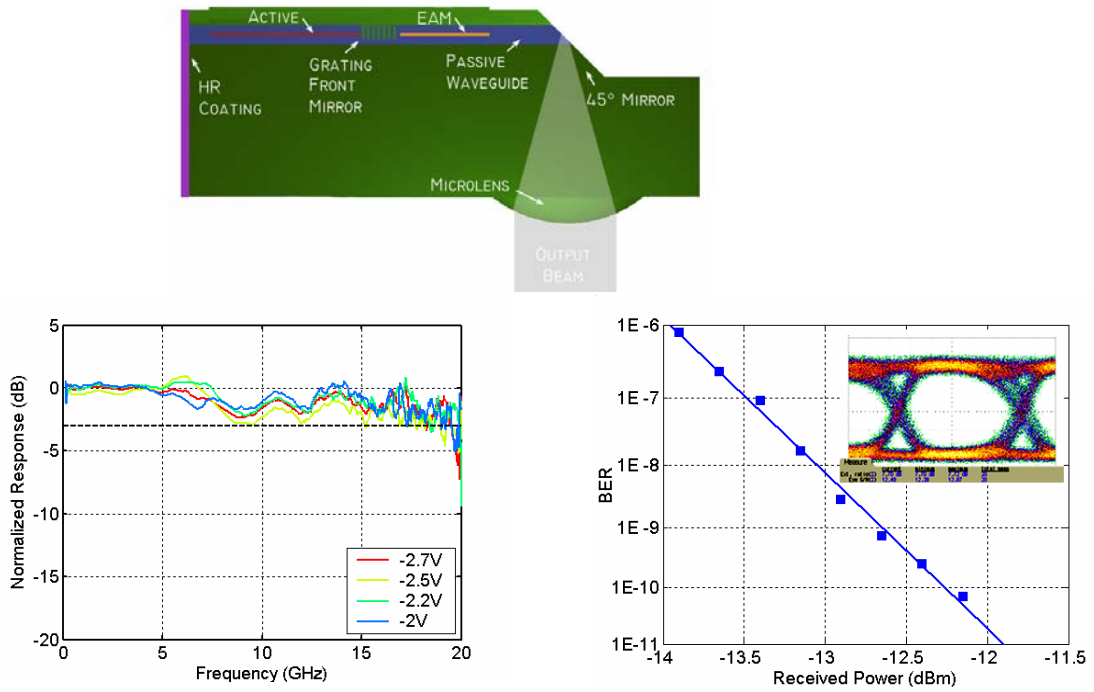 ACTIVE
EAM
HR
COATING
GRATING
FRONT
MIRROR
PASSIVE
WAVEGUIDE
45° MIRROR
MICROLENS
OUTPUT
BEAM
5
0
-5
-10
-15
-20
Normalized Response (dB)
-2.7V
-2.5V
-2.2V
-2V
0
5
10
15
20
Frequency (GHz)
1E-6
1E-7
1E-8
1E-9
1E-10
1E-11
BER
Measure
-14
-13.5
-13
-12.5
-12
-11.5
Received Power (dBm)